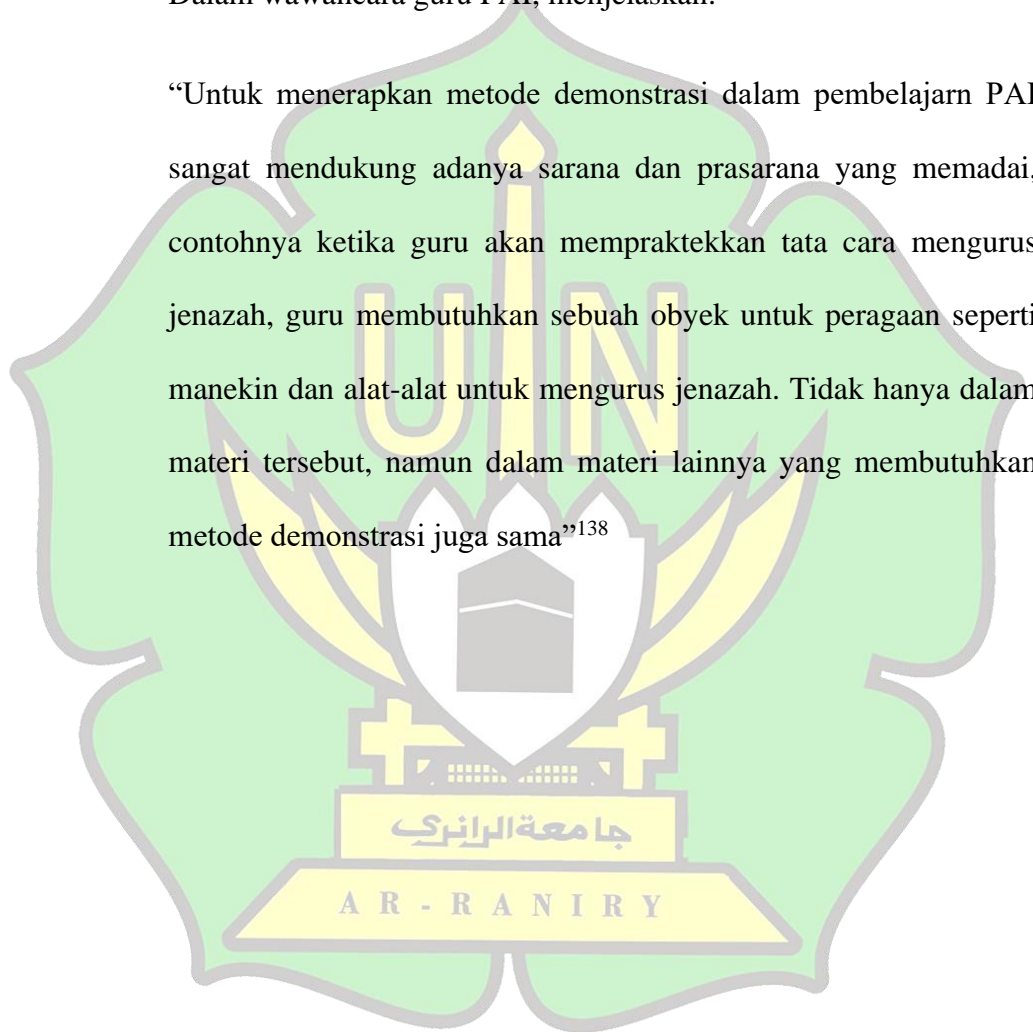 Dalam wawancara guru PAI, menjelaskan:
“Untuk menerapkan metode demonstrasi dalam pembelajarn PAI
sangat mendukung adanya sarana dan prasarana yang memadai,
contohnya ketika guru akan mempraktekkan tata cara mengurus
jenazah, guru membutuhkan sebuah obyek untuk peragaan seperti
manekin dan alat-alat untuk mengurus jenazah. Tidak hanya dalam
materi tersebut, namun dalam materi lainnya yang membutuhkan
metode demonstrasi juga sama”138
UIN
جامعة الرانري
AR-RANIRY